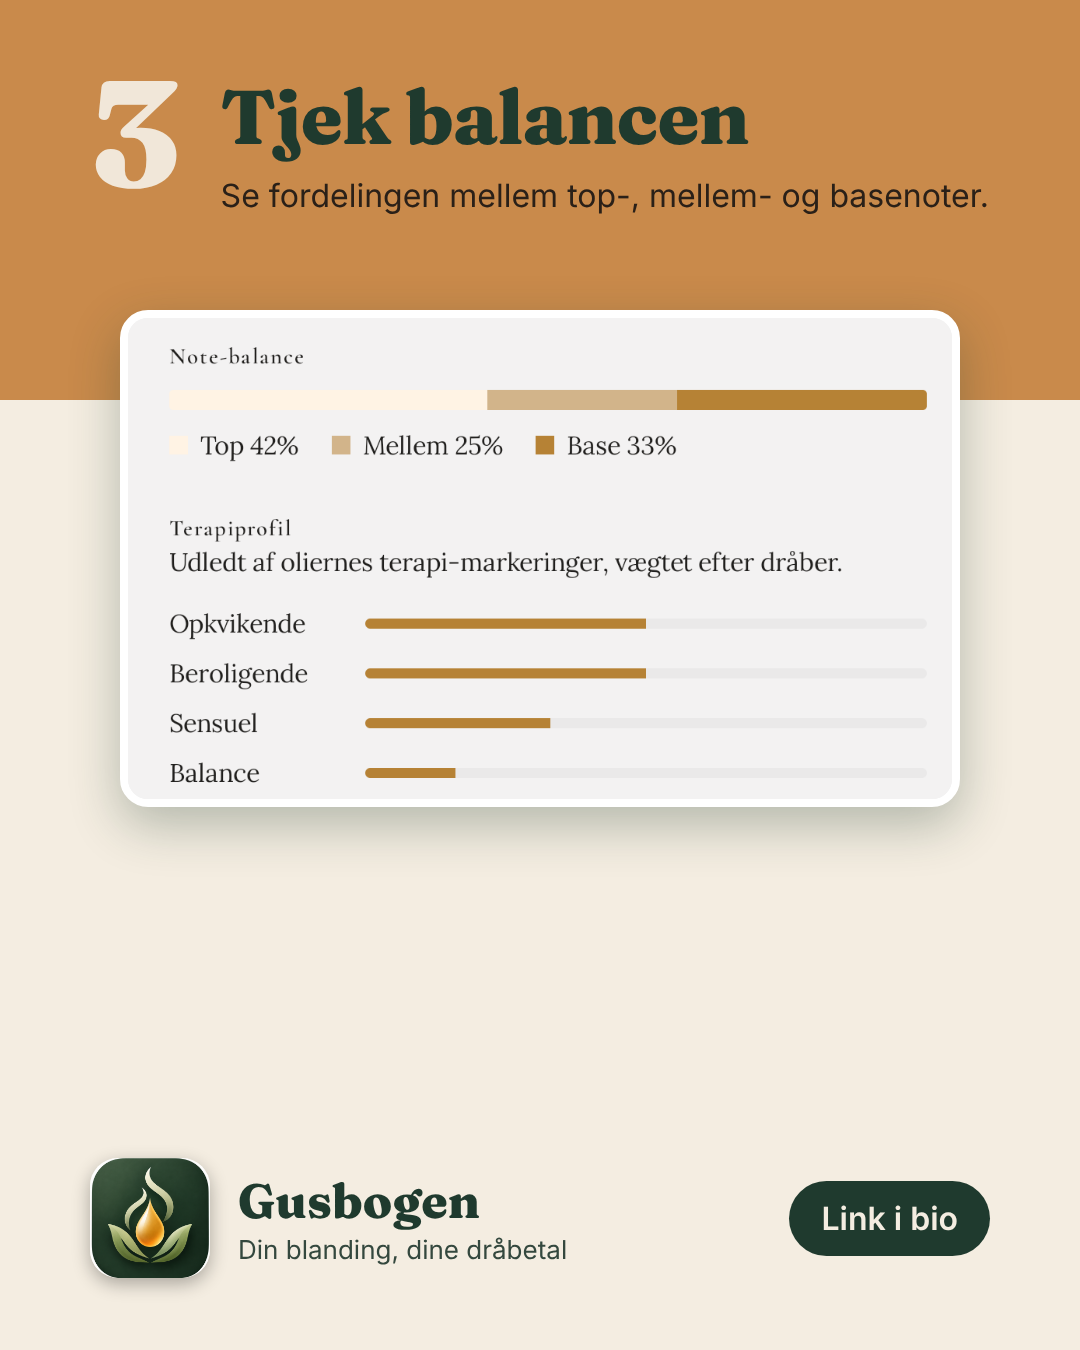 3
Tjek balancen
Se fordelingen mellem top-, mellem- og basenoter.
Note-balance
Top 42% Mellem 25% Base 33%
Terapiprofil
Udledt af oliernes terapi-markeringer, vægtet efter dråber.
Opkvikende
Beroligende
Sensuel
Balance
Gusbogen
Din blanding, dine dråbetal
Link i bio